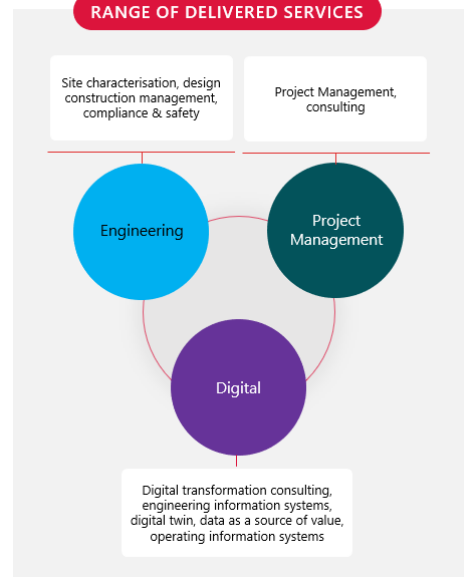 RANGE OF DELIVERED SERVICES
Site characterisation, design
construction management,
compliance & safety
Project Management,
consulting
Engineering
Project
Management
Digital
Digital transformation consulting,
engineering information systems,
digital twin, data as a source of value,
operating information systems